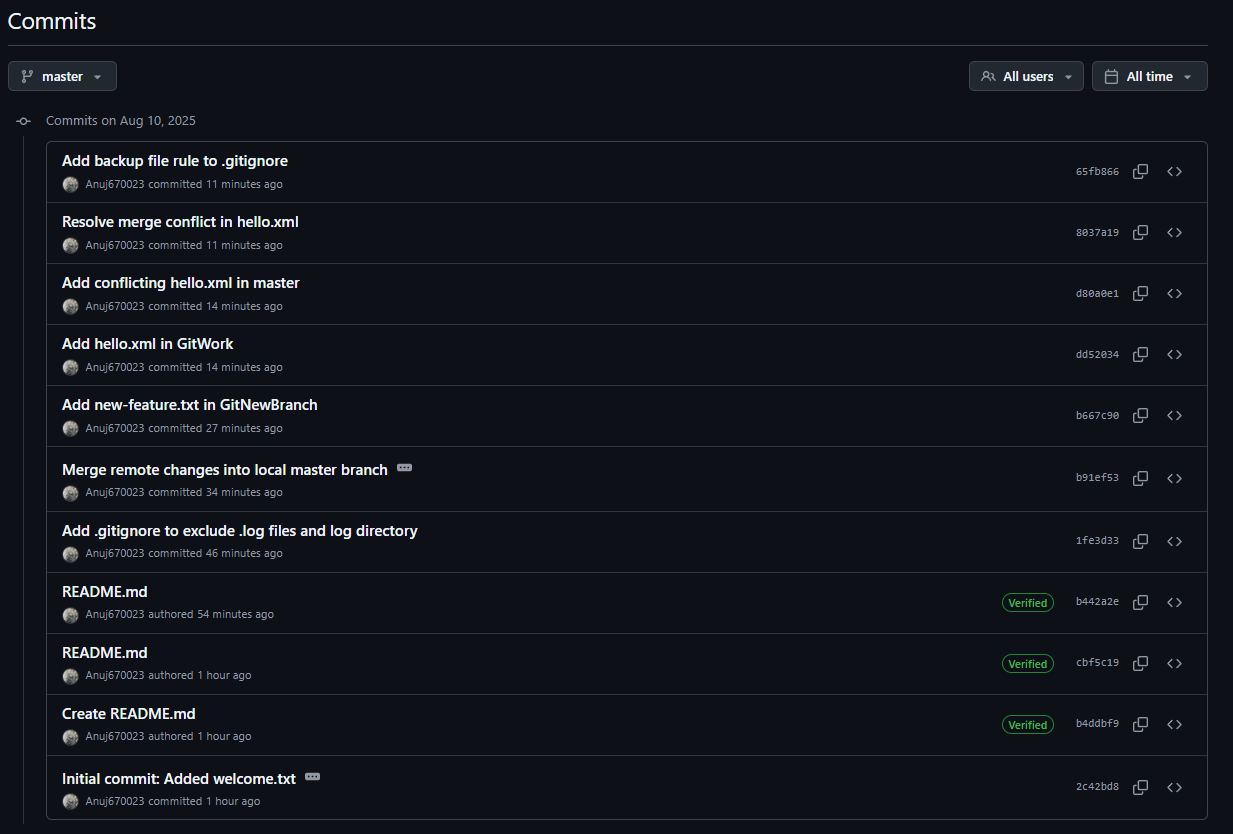 Commits
master
All users
All time
Commits on Aug 10, 2025
Add backup file rule to .gitignore
Anuj670023 committed 11 minutes ago
65fb866
Resolve merge conflict in hello.xml
Anuj670023 committed 11 minutes ago
8037a19
Add conflicting hello.xml in master
Anuj670023 committed 14 minutes ago
d80a0e1
Add hello.xml in GitWork
Anuj670023 committed 14 minutes ago
dd52034
Add new-feature.txt in GitNewBranch
Anuj670023 committed 27 minutes ago
b667c90
Merge remote changes into local master branch
Anuj670023 committed 34 minutes ago
b91ef53
Add .gitignore to exclude .log files and log directory
Anuj670023 committed 46 minutes ago
1fe3d33
README.md
Anuj670023 authored 54 minutes ago
Verified
b442a2e
README.md
Anuj670023 authored 1 hour ago
Verified
cbf5c19
Create README.md
Anuj670023 authored 1 hour ago
Verified
b4ddbf9
Initial commit: Added welcome.txt
Anuj670023 committed 1 hour ago
2c42bd8